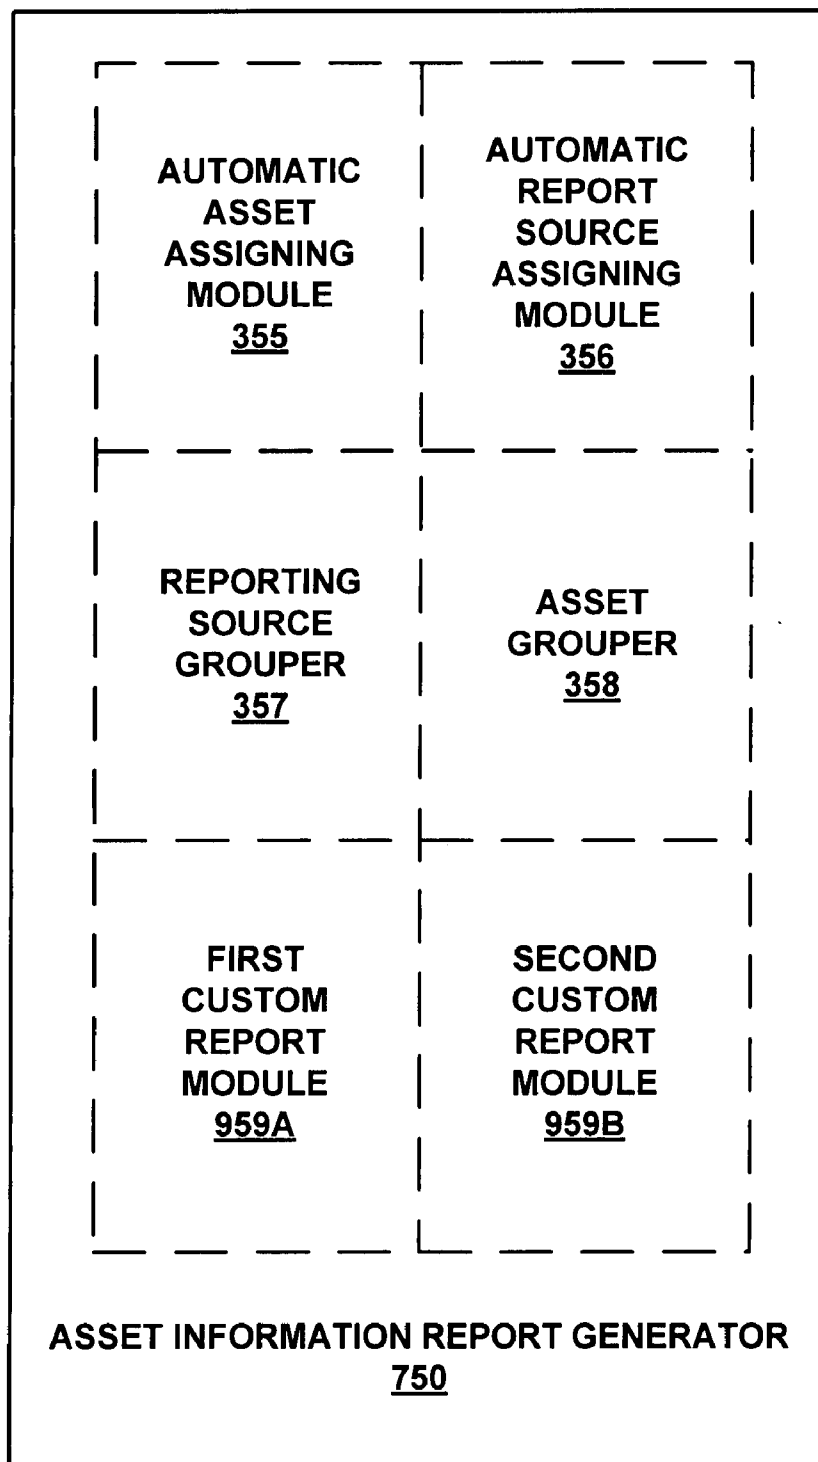 AUTOMATIC
ASSET
ASSIGNING
MODULE
355
AUTOMATIC
REPORT
SOURCE
ASSIGNING
MODULE
356
REPORTING
SOURCE
GROUPER
357
ASSET
GROUPER
358
FIRST
CUSTOM
REPORT
MODULE
959A
SECOND
CUSTOM
REPORT
MODULE
959B
ASSET INFORMATION REPORT GENERATOR
750